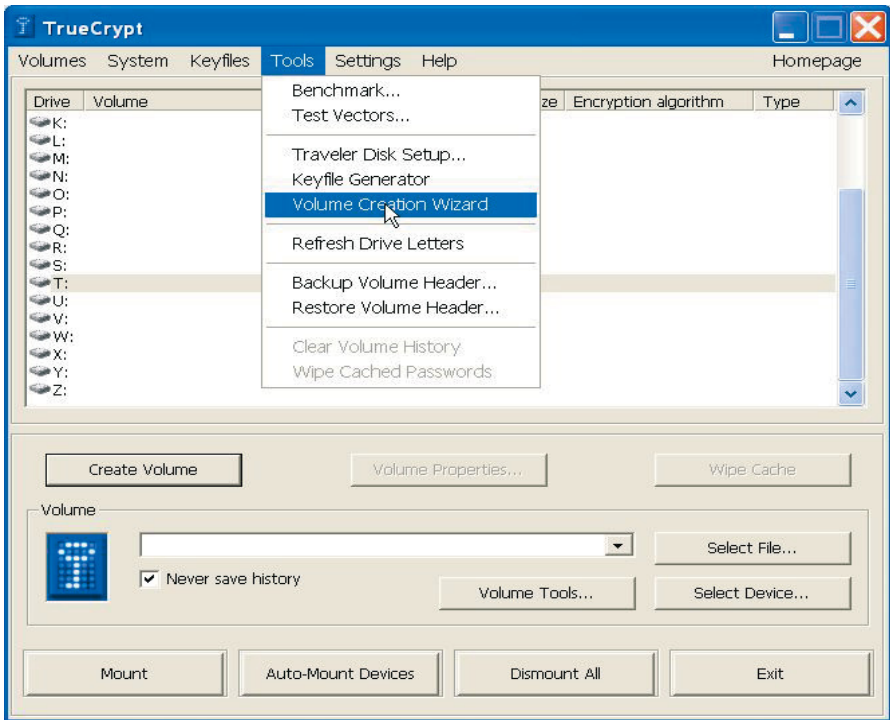 TrueCrypt
Volumes System Keyfiles Tools Settings Help Homepage
Drive Volume ze Encryption algorithm Type
K:
L:
M:
N:
O:
P:
Q:
R:
S:
T:
U:
V:
W:
X:
Y:
Z:
Benchmark...
Test Vectors...
Traveler Disk Setup...
Keyfile Generator
Volume Creation Wizard
Refresh Drive Letters
Backup Volume Header...
Restore Volume Header...
Clear Volume History
Wipe Cached Passwords
Create Volume Volume Properties... Wipe Cache
Volume
Select File...
Never save history
Volume Tools... Select Device...
Mount Auto-Mount Devices Dismount All Exit